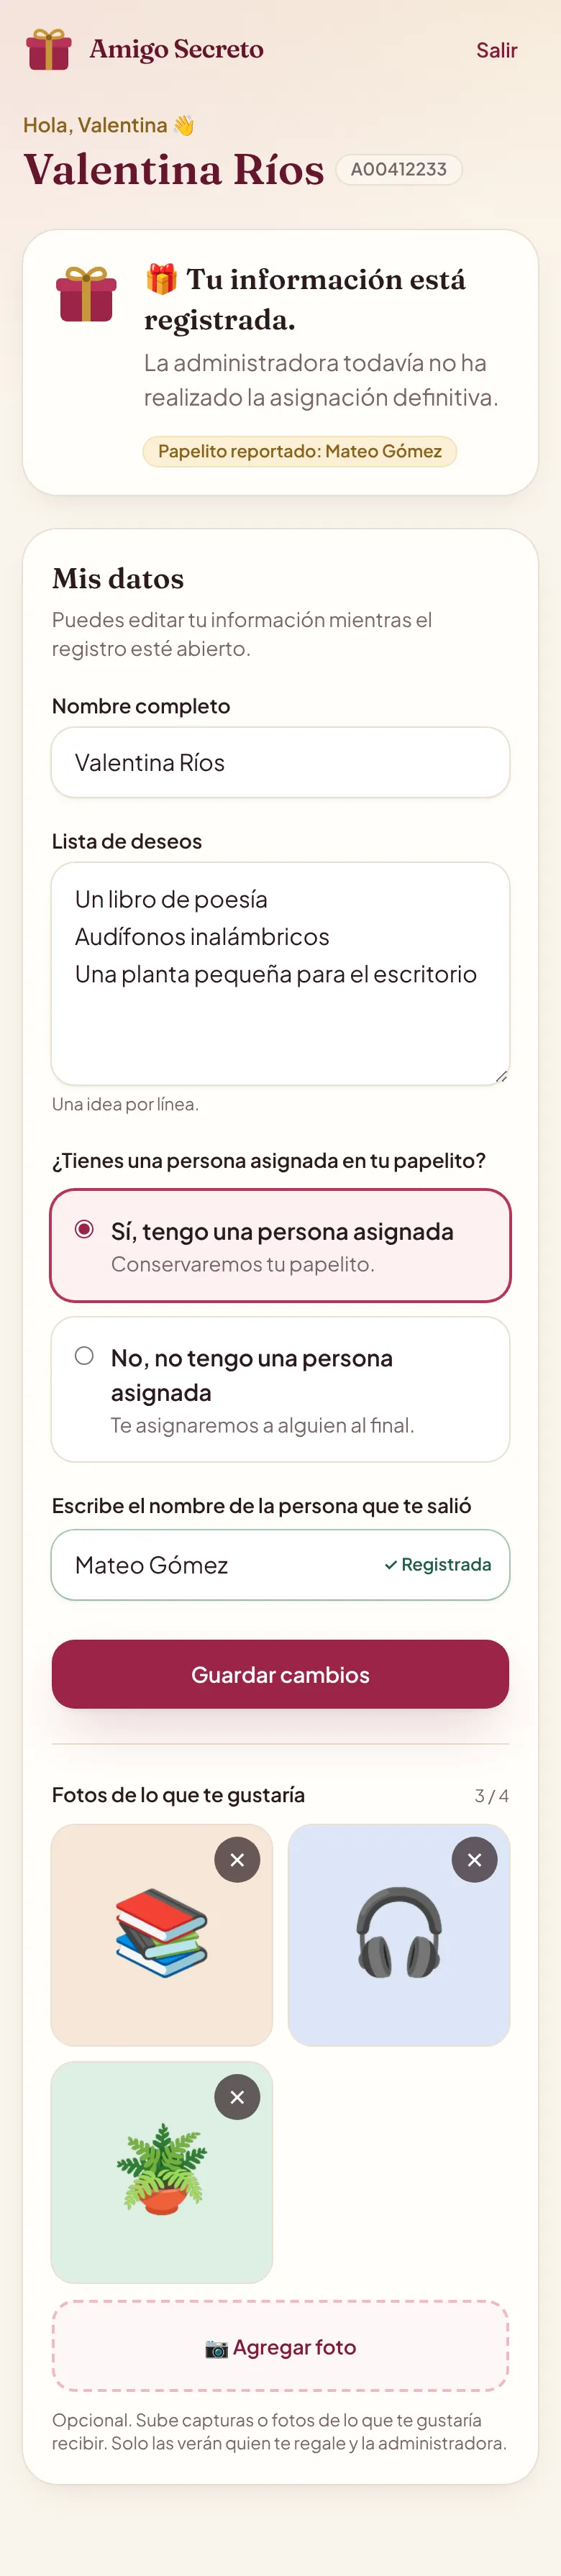 Amigo Secreto
Salir
Hola, Valentina 👋
Valentina Ríos
A00412233
🎁 Tu información está
registrada.
La administradora todavía no ha
realizado la asignación definitiva.
Papelito reportado: Mateo Gómez
Mis datos
Puedes editar tu información mientras el
registro esté abierto.
Nombre completo
Valentina Ríos
Lista de deseos
Un libro de poesía
Audífonos inalámbricos
Una planta pequeña para el escritorio
Una idea por línea.
¿Tienes una persona asignada en tu papelito?
Sí, tengo una persona asignada
Conservaremos tu papelito.
No, no tengo una persona
asignada
Te asignaremos a alguien al final.
Escribe el nombre de la persona que te salió
Mateo Gómez
✓ Registrada
Guardar cambios
Fotos de lo que te gustaría
3 / 4
📷 Agregar foto
Opcional. Sube capturas o fotos de lo que te gustaría
recibir. Solo las verán quien te regale y la administradora.